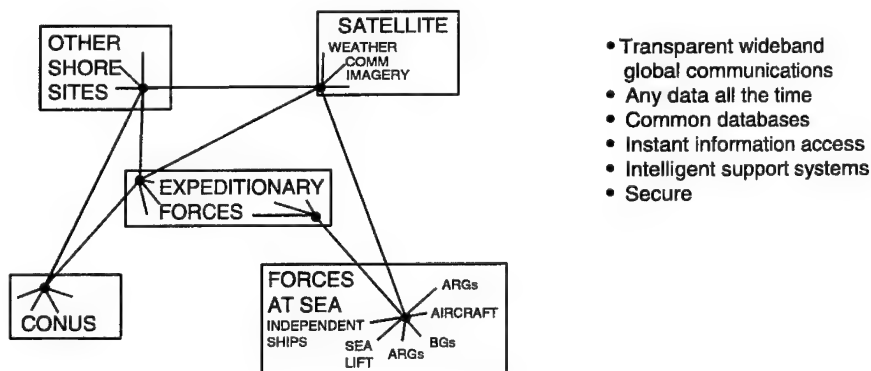 OTHER
SHORE
SITES
SATELLITE
WEATHER
COMM
IMAGERY
EXPEDITIONARY
FORCES
CONUS
FORCES
AT SEA
INDEPENDENT
SHIPS
SEA
LIFT
ARGs
BGs
AIRCRAFT
ARGs
• Transparent wideband
global communications
• Any data all the time
• Common databases
• Instant information access
• Intelligent support systems
• Secure